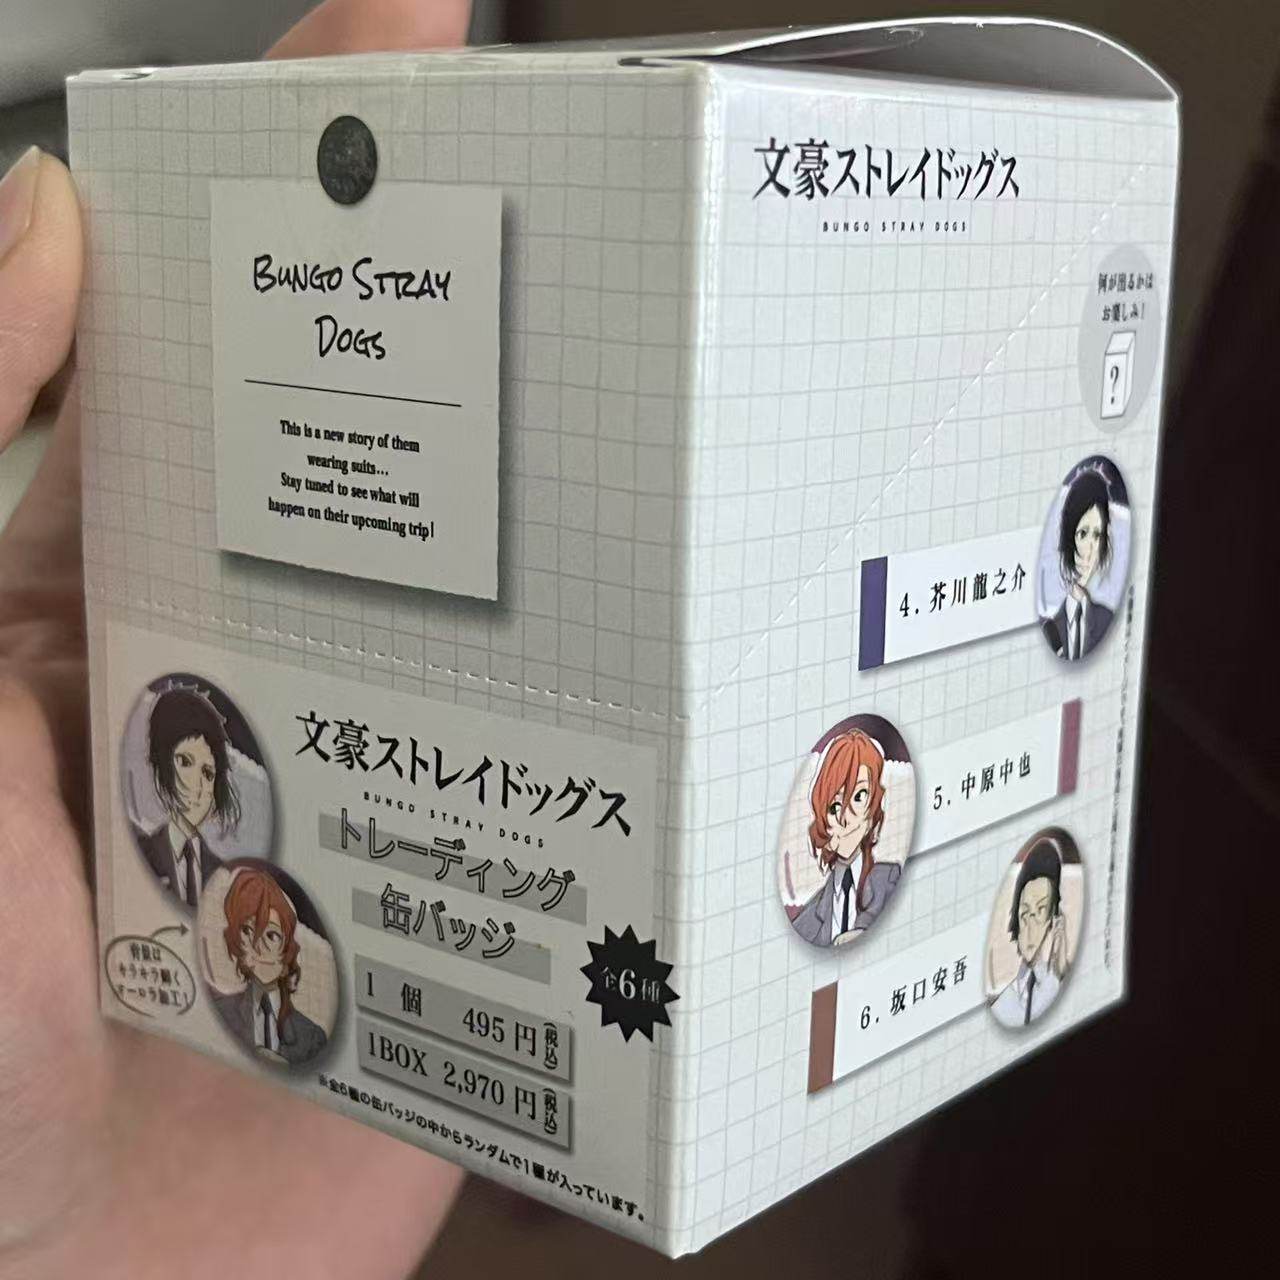 BUNGO STRAY
DOGS
This is a new story of them
wearing suits...
Stay tuned to see what will
happen on their upcoming trip!
文豪ストレイドッグス
BUNGO STRAY DOGS
トレーディング
缶バッジ
全6種
背景は
キラキラ輝く
オーロラ加工!
1個 495円(税込)
1BOX 2,970円(税込)
※全6種の缶バッジの中からランダムで1種が入っています。
文豪ストレイドッグス
BUNGO STRAY DOGS
何が出るかは
お楽しみ!
?
4.芥川龍之介
5.中原中也
6.坂口安吾